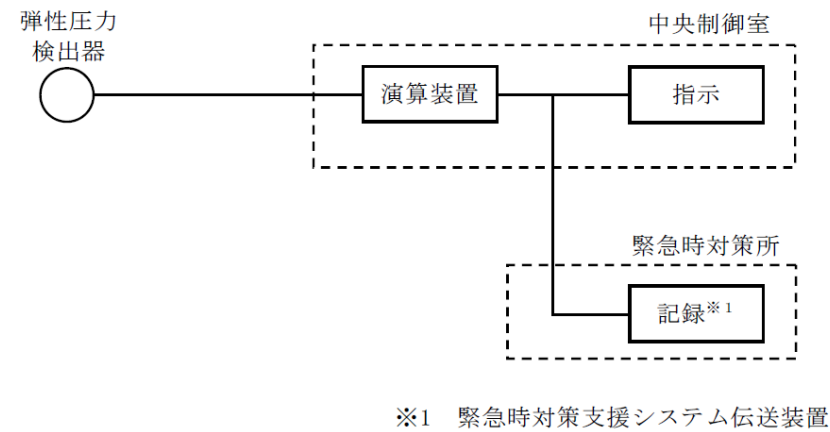 弾性圧力
検出器
中央制御室
演算装置
指示
緊急時対策所
記録※1
※1　緊急時対策支援システム伝送装置